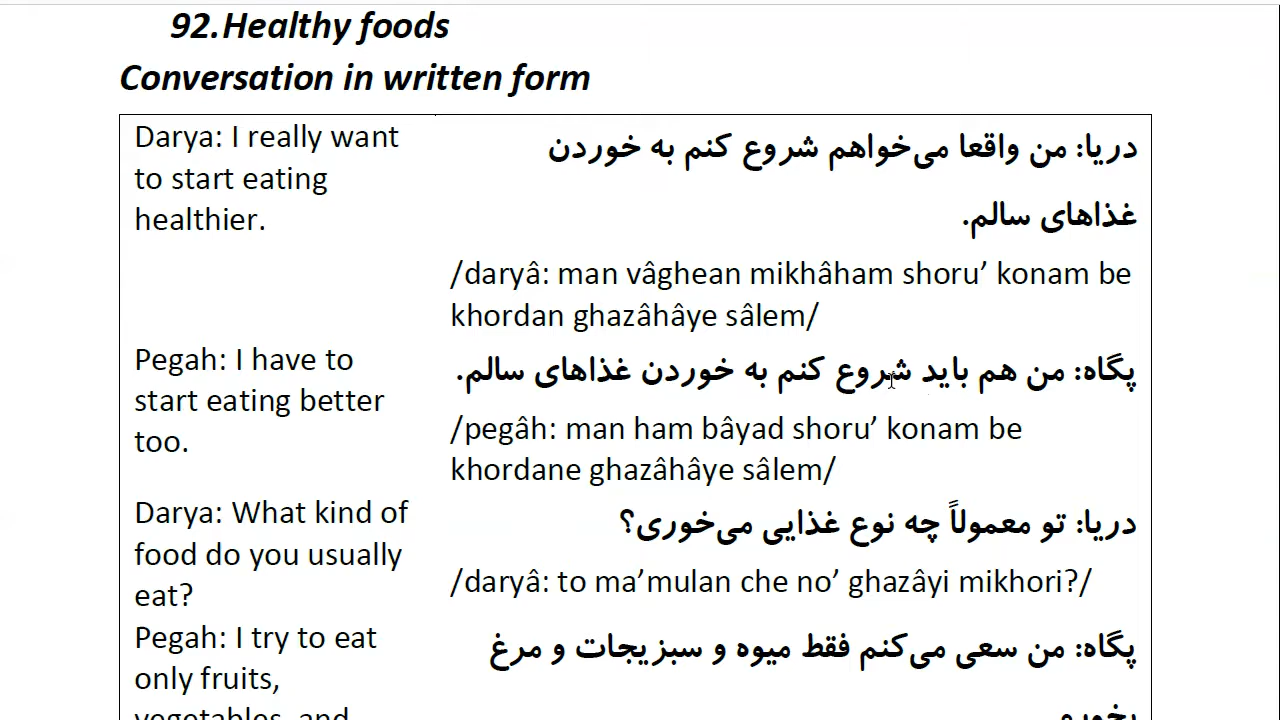 92.Healthy foods
Conversation in written form
Darya: I really want
to start eating
healthier.
دریا: من واقعا می‌خواهم شروع کنم به خوردن
غذاهای سالم.
/daryâ: man vâghean mikhâham shoru’ konam be
khordan ghazâhâye sâlem/
Pegah: I have to
start eating better
too.
پگاه: من هم باید شروع کنم به خوردن غذاهای سالم.
/pegâh: man ham bâyad shoru’ konam be
khordane ghazâhâye sâlem/
Darya: What kind of
food do you usually
eat?
دریا: تو معمولاً چه نوع غذایی می‌خوری؟
/daryâ: to ma’mulan che no’ ghazâyi mikhori?/
Pegah: I try to eat
only fruits,
vegetables, and
پگاه: من سعی می‌کنم فقط میوه و سبزیجات و مرغ
بخورم